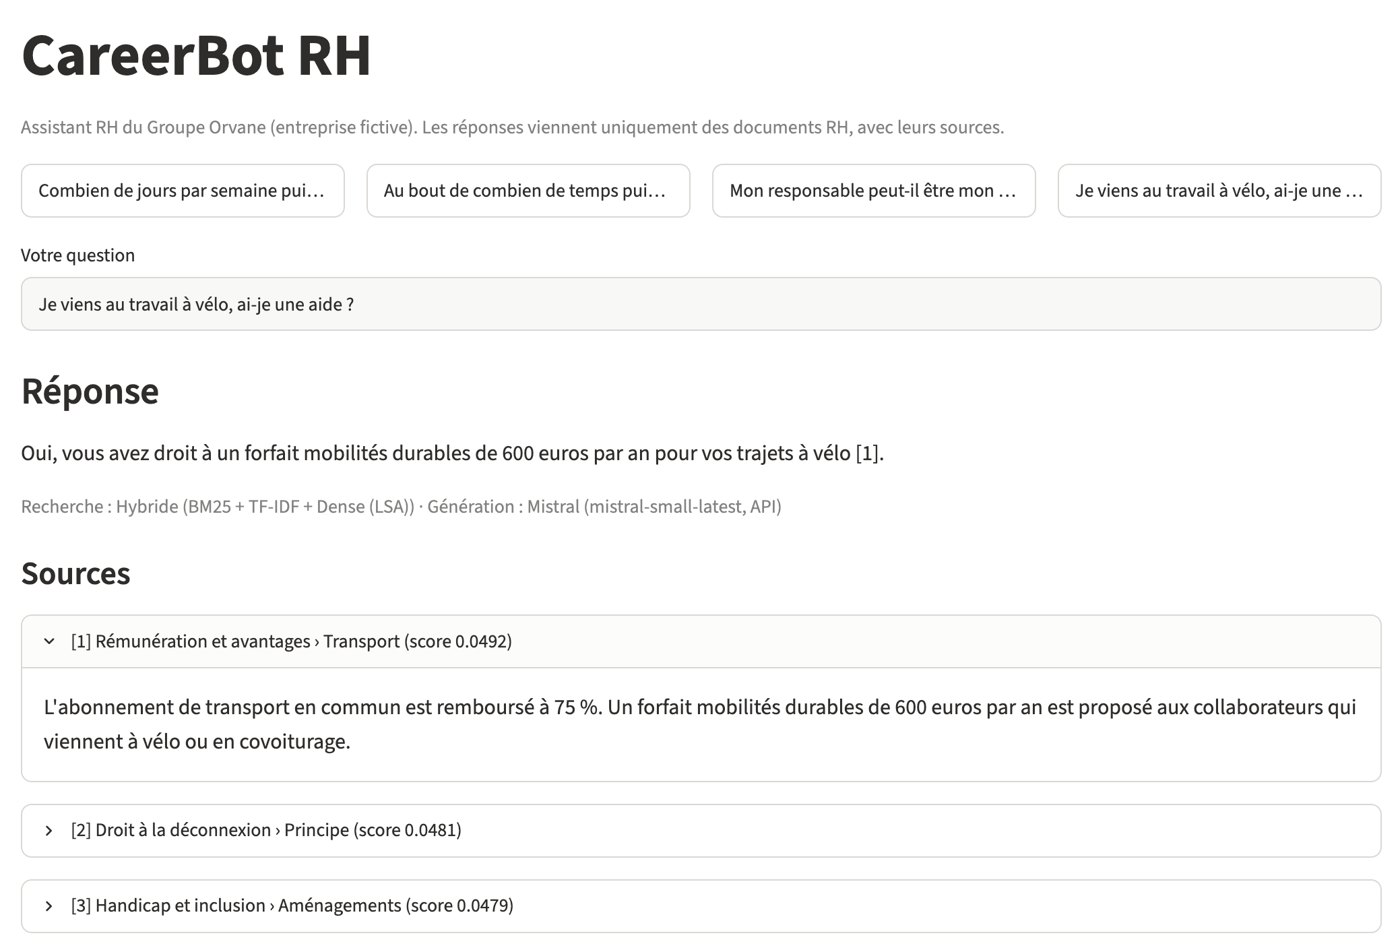 CareerBot RH
Assistant RH du Groupe Orvane (entreprise fictive). Les réponses viennent uniquement des documents RH, avec leurs sources.
Combien de jours par semaine pui…
Au bout de combien de temps pui…
Mon responsable peut-il être mon …
Je viens au travail à vélo, ai-je une …
Votre question
Je viens au travail à vélo, ai-je une aide ?
Réponse
Oui, vous avez droit à un forfait mobilités durables de 600 euros par an pour vos trajets à vélo [1].
Recherche : Hybride (BM25 + TF-IDF + Dense (LSA)) · Génération : Mistral (mistral-small-latest, API)
Sources
[1] Rémunération et avantages › Transport (score 0.0492)
L'abonnement de transport en commun est remboursé à 75 %. Un forfait mobilités durables de 600 euros par an est proposé aux collaborateurs qui
viennent à vélo ou en covoiturage.
[2] Droit à la déconnexion › Principe (score 0.0481)
[3] Handicap et inclusion › Aménagements (score 0.0479)